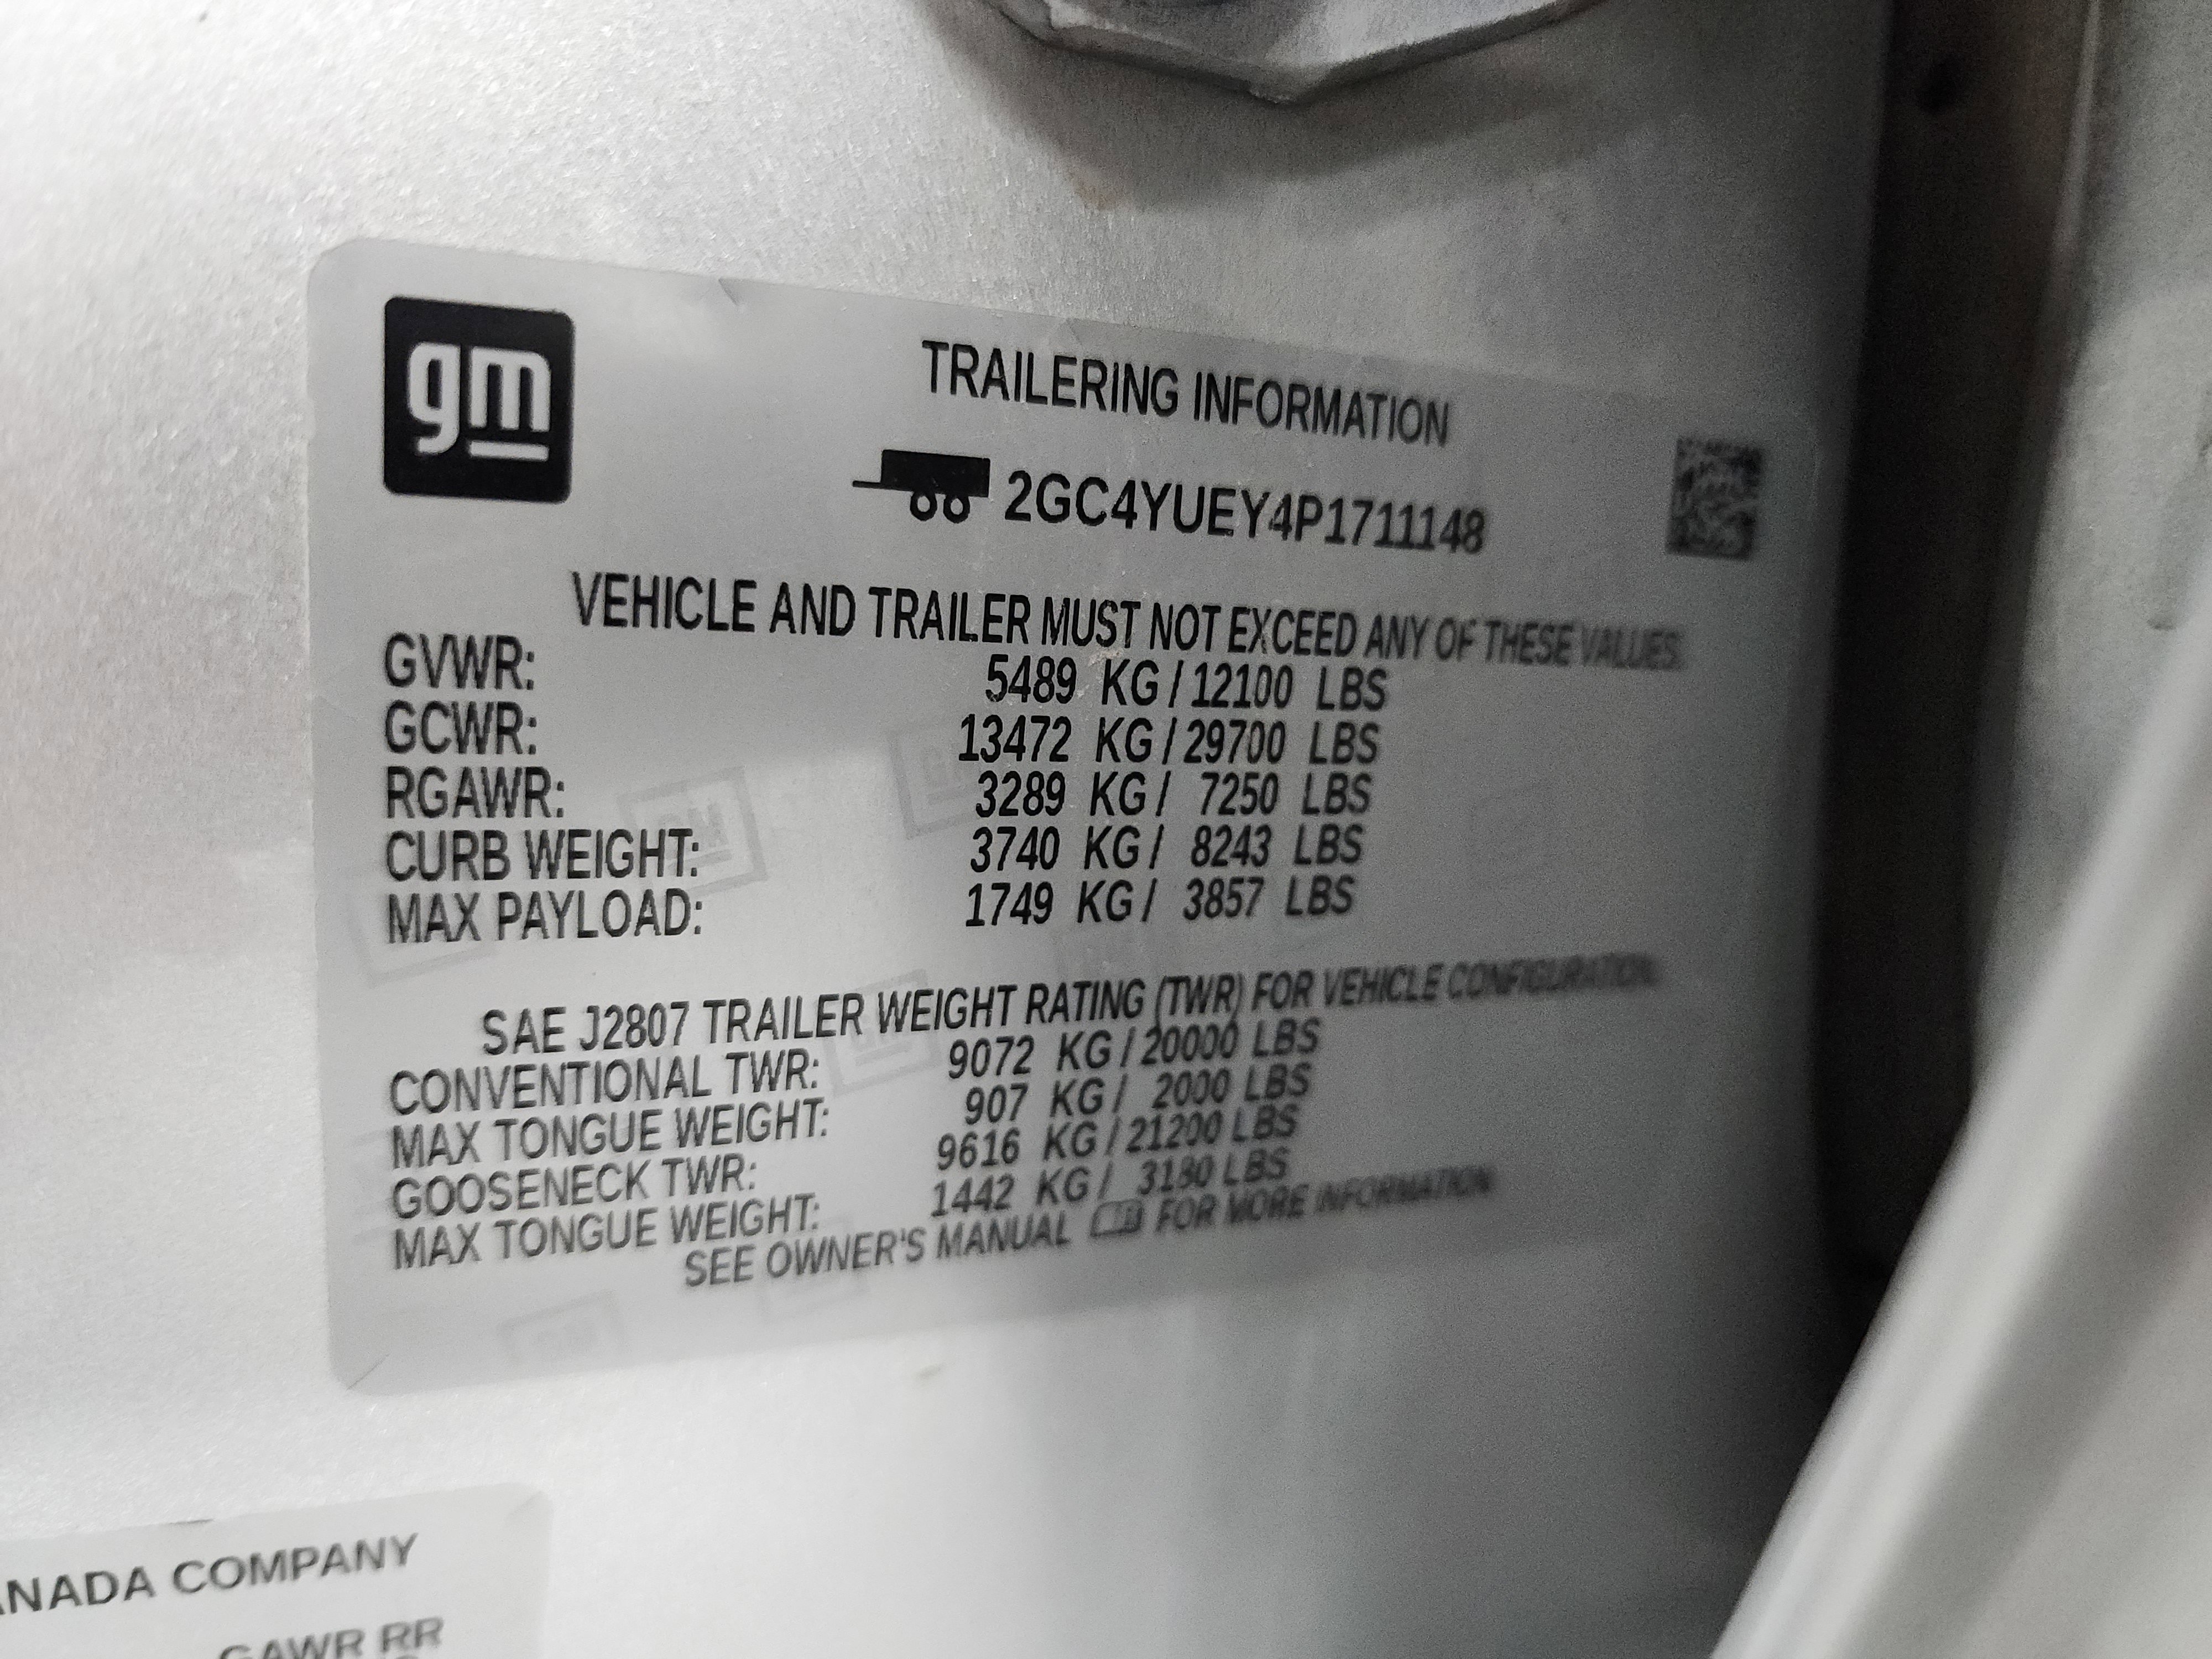 gm
TRAILERING INFORMATION
2GC4YUEY4P1711148
VEHICLE AND TRAILER MUST NOT EXCEED ANY OF THESE VALUES.
GVWR: 5489 KG / 12100 LBS
GCWR: 13472 KG / 29700 LBS
RGAWR: 3289 KG / 7250 LBS
CURB WEIGHT: 3740 KG / 8243 LBS
MAX PAYLOAD: 1749 KG / 3857 LBS
SAE J2807 TRAILER WEIGHT RATING (TWR) FOR VEHICLE CONFIGURATION.
CONVENTIONAL TWR: 9072 KG / 20000 LBS
MAX TONGUE WEIGHT: 907 KG / 2000 LBS
GOOSENECK TWR: 9616 KG / 21200 LBS
MAX TONGUE WEIGHT: 1442 KG / 3180 LBS
SEE OWNER'S MANUAL FOR MORE INFORMATION
COMPANY
GAWR RR